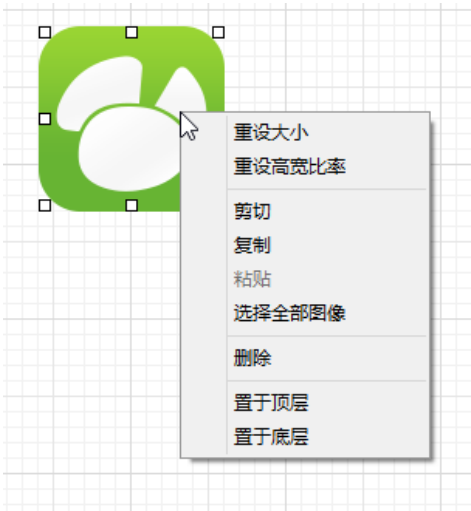 重设大小
重设高宽比率
剪切
复制
粘贴
选择全部图像
删除
置于顶层
置于底层